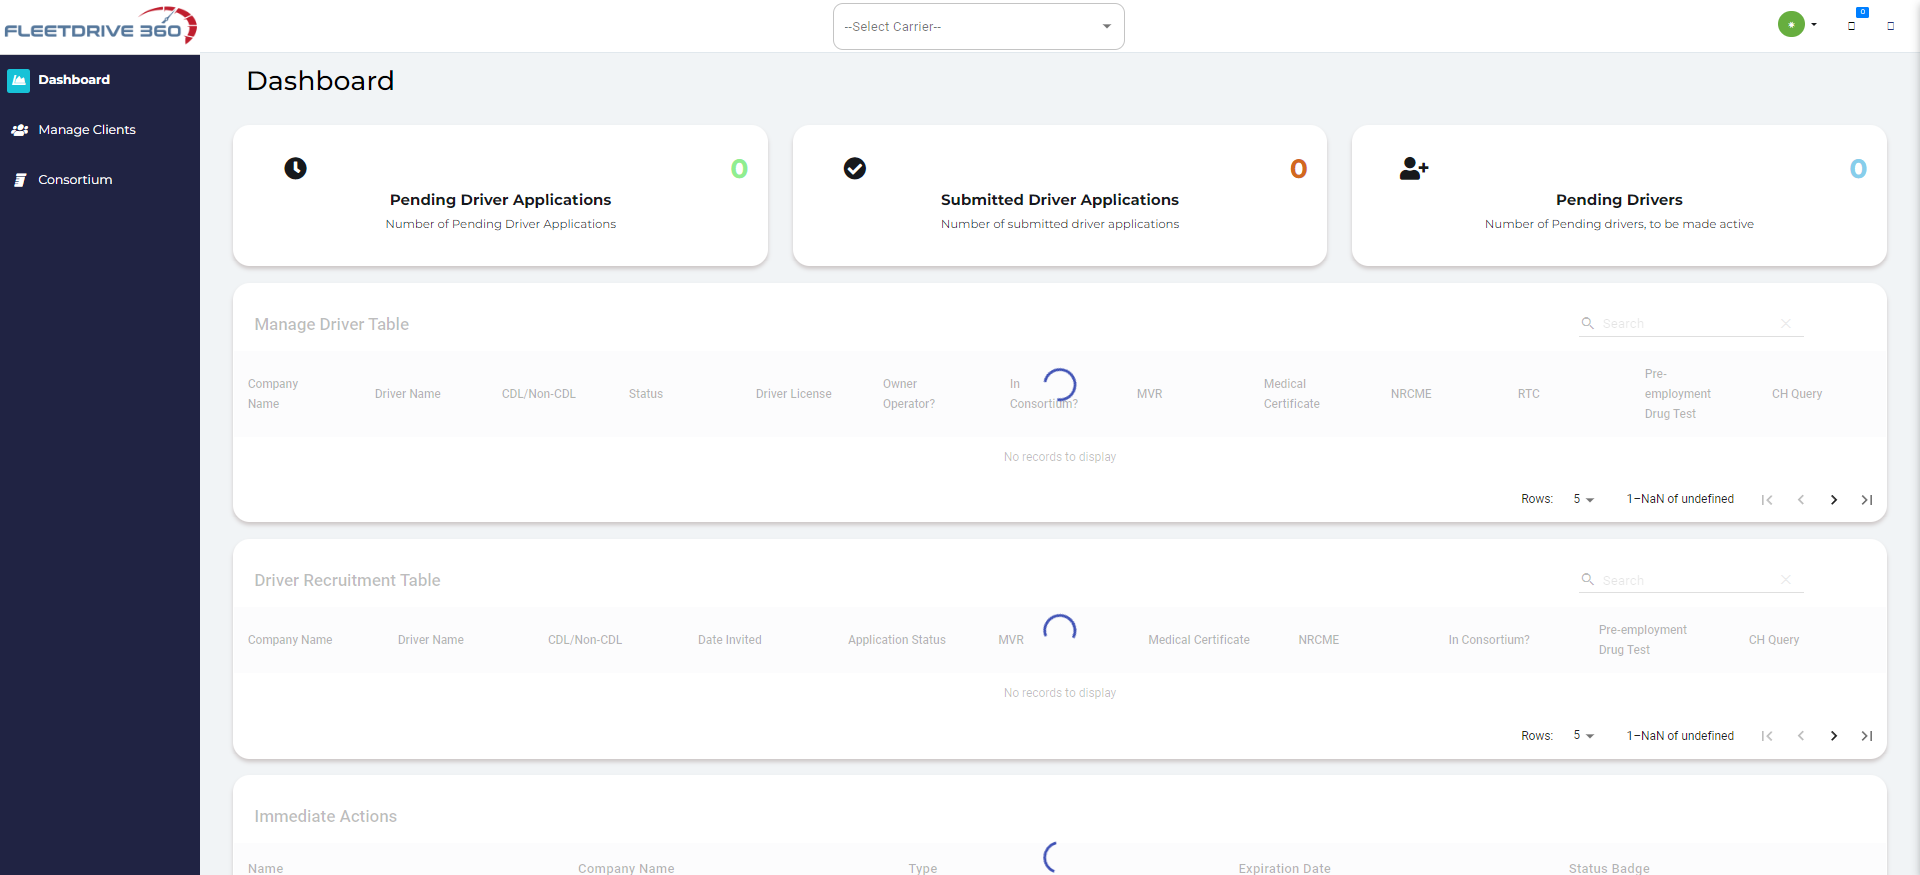 FLEETDRIVE 360
--Select Carrier--
0
Dashboard
Manage Clients
Consortium
Dashboard
0
Pending Driver Applications
Number of Pending Driver Applications
0
Submitted Driver Applications
Number of submitted driver applications
0
Pending Drivers
Number of Pending drivers, to be made active
Manage Driver Table
Search
Company
Name
Driver Name
CDL/Non-CDL
Status
Driver License
Owner
Operator?
In
Consortium?
MVR
Medical
Certificate
NRCME
RTC
Pre-
employment
Drug Test
CH Query
No records to display
Rows: 5 1-NaN of undefined
Driver Recruitment Table
Search
Company Name
Driver Name
CDL/Non-CDL
Date Invited
Application Status
MVR
Medical Certificate
NRCME
In Consortium?
Pre-employment
Drug Test
CH Query
No records to display
Rows: 5 1-NaN of undefined
Immediate Actions
Name
Company Name
Type
Expiration Date
Status Badge